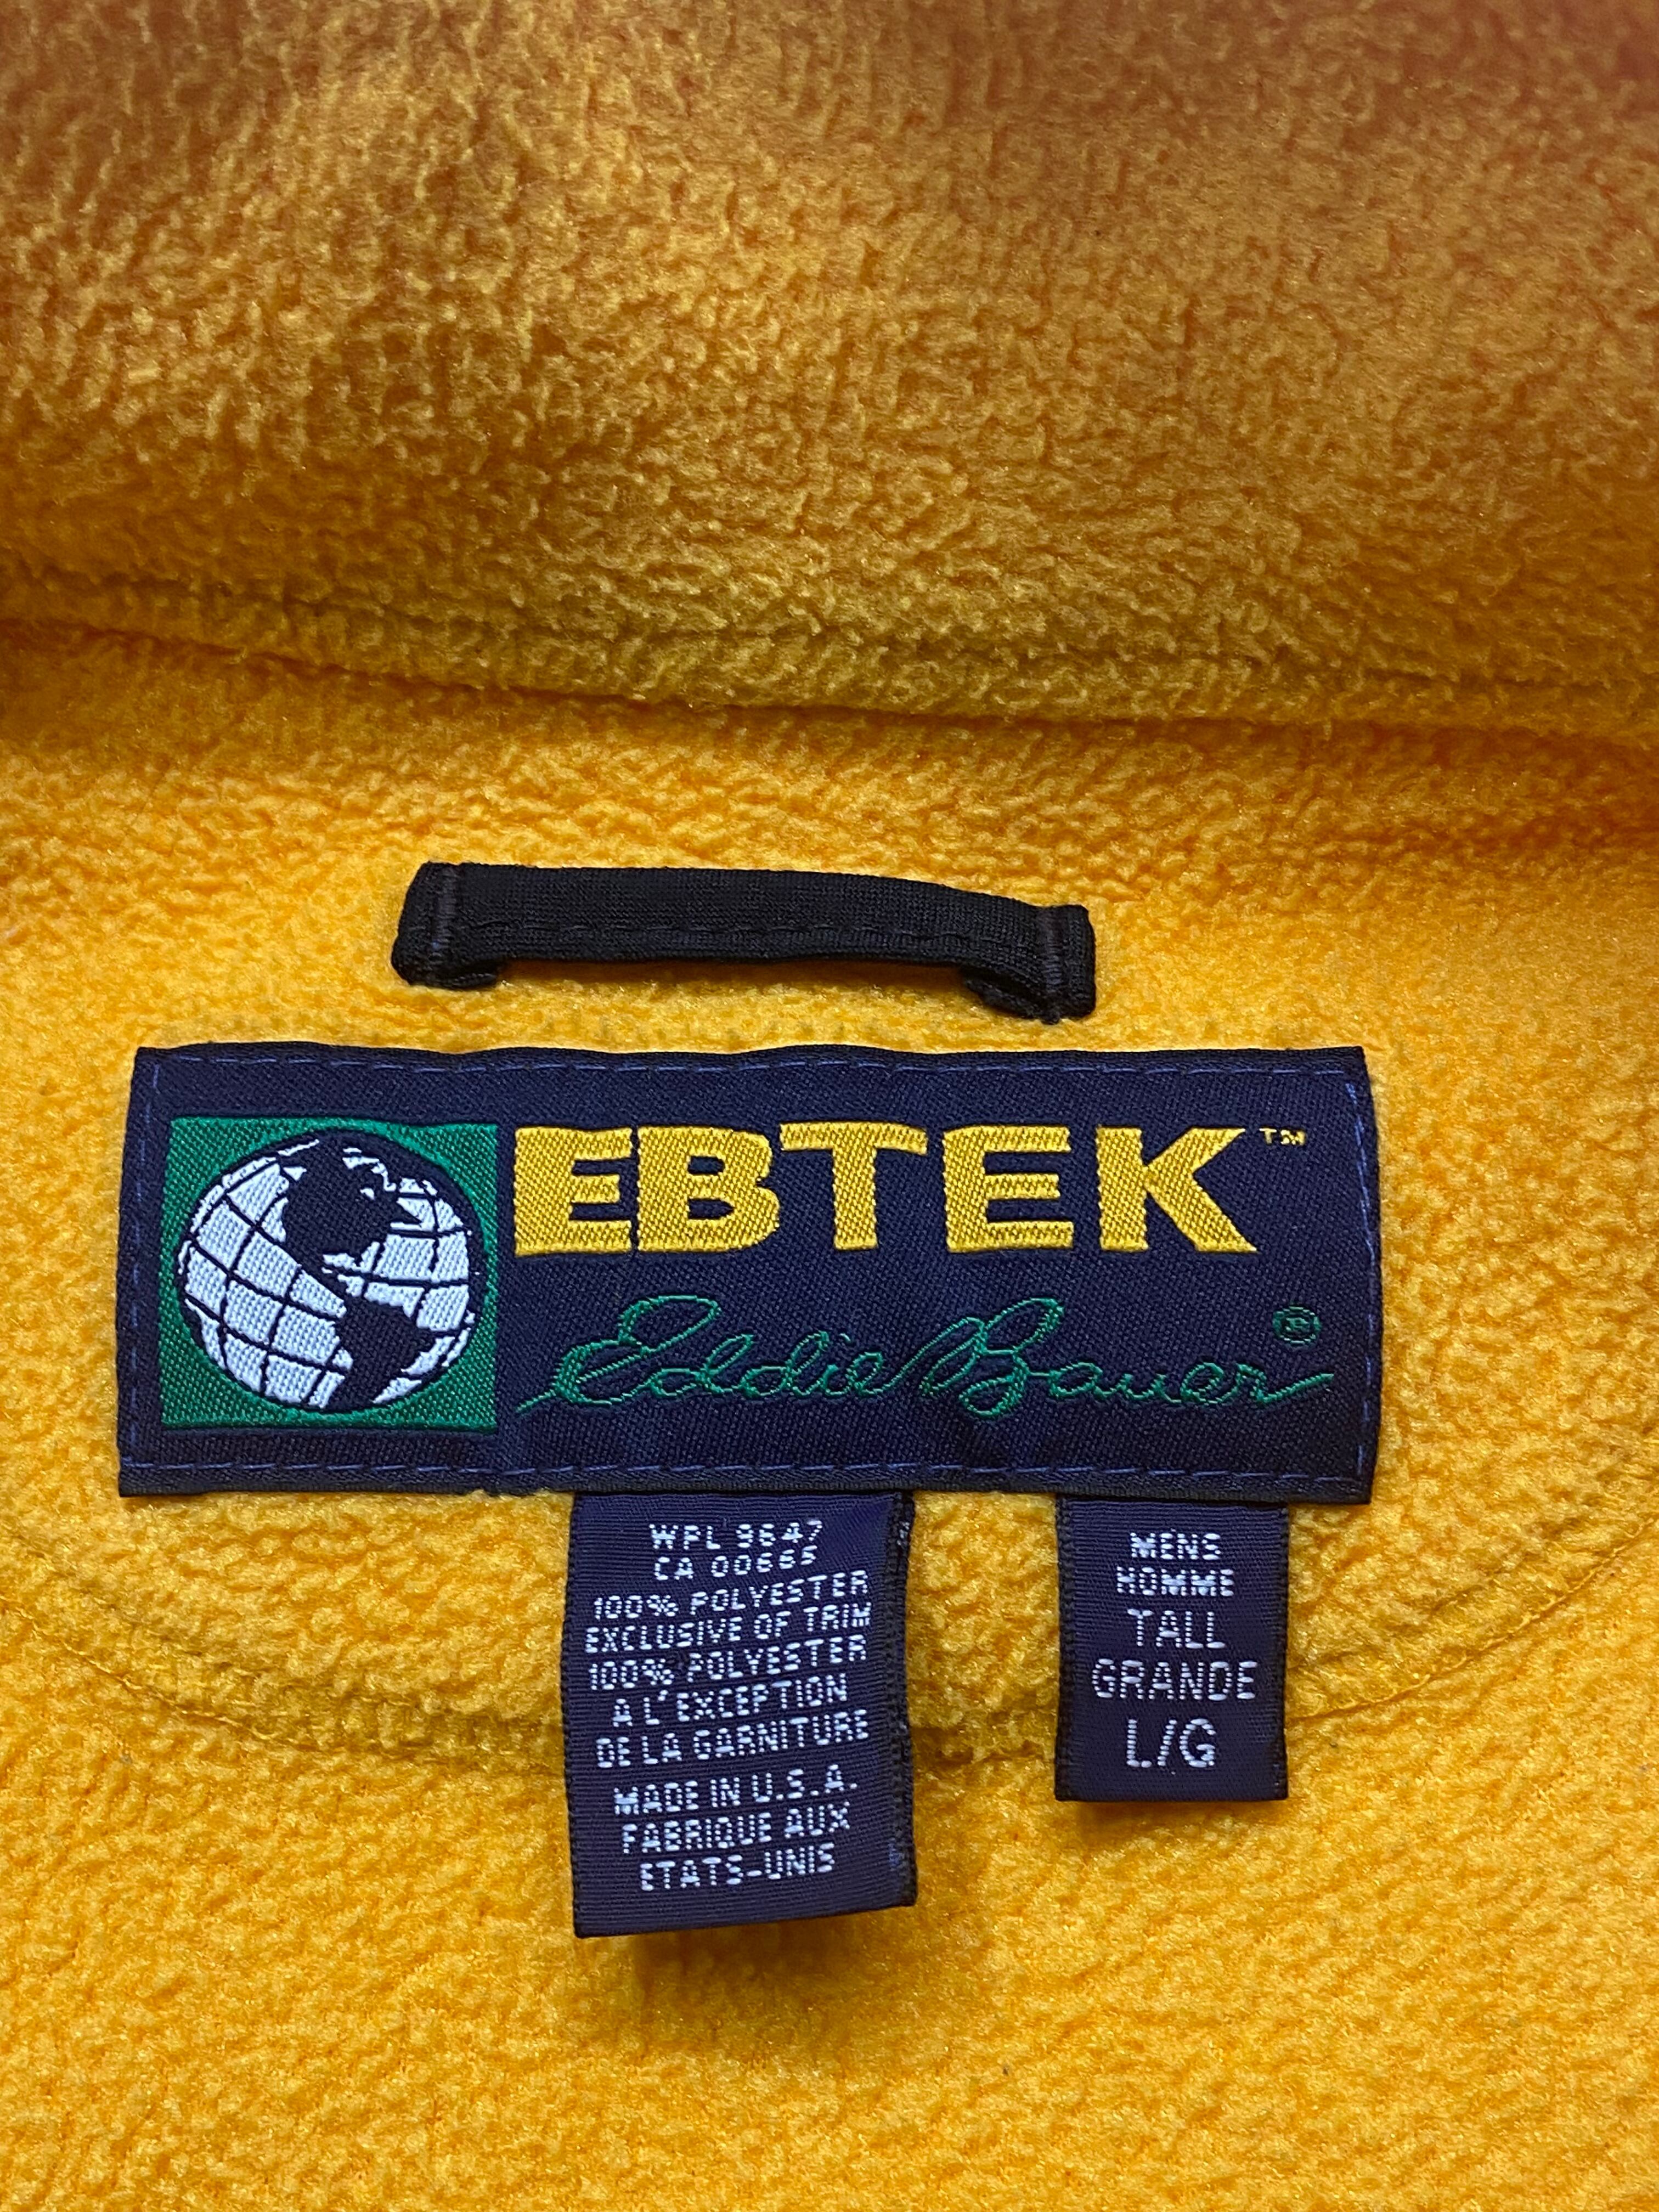 EBTEK™
Eddie Bauer®
WPL 9647
CA 00665
100% POLYESTER
EXCLUSIVE OF TRIM
100% POLYESTER
A L'EXCEPTION
DE LA GARNITURE
MADE IN U.S.A.
FABRIQUE AUX
ETATS-UNIS
MENS
HOMME
TALL
GRANDE
L/G